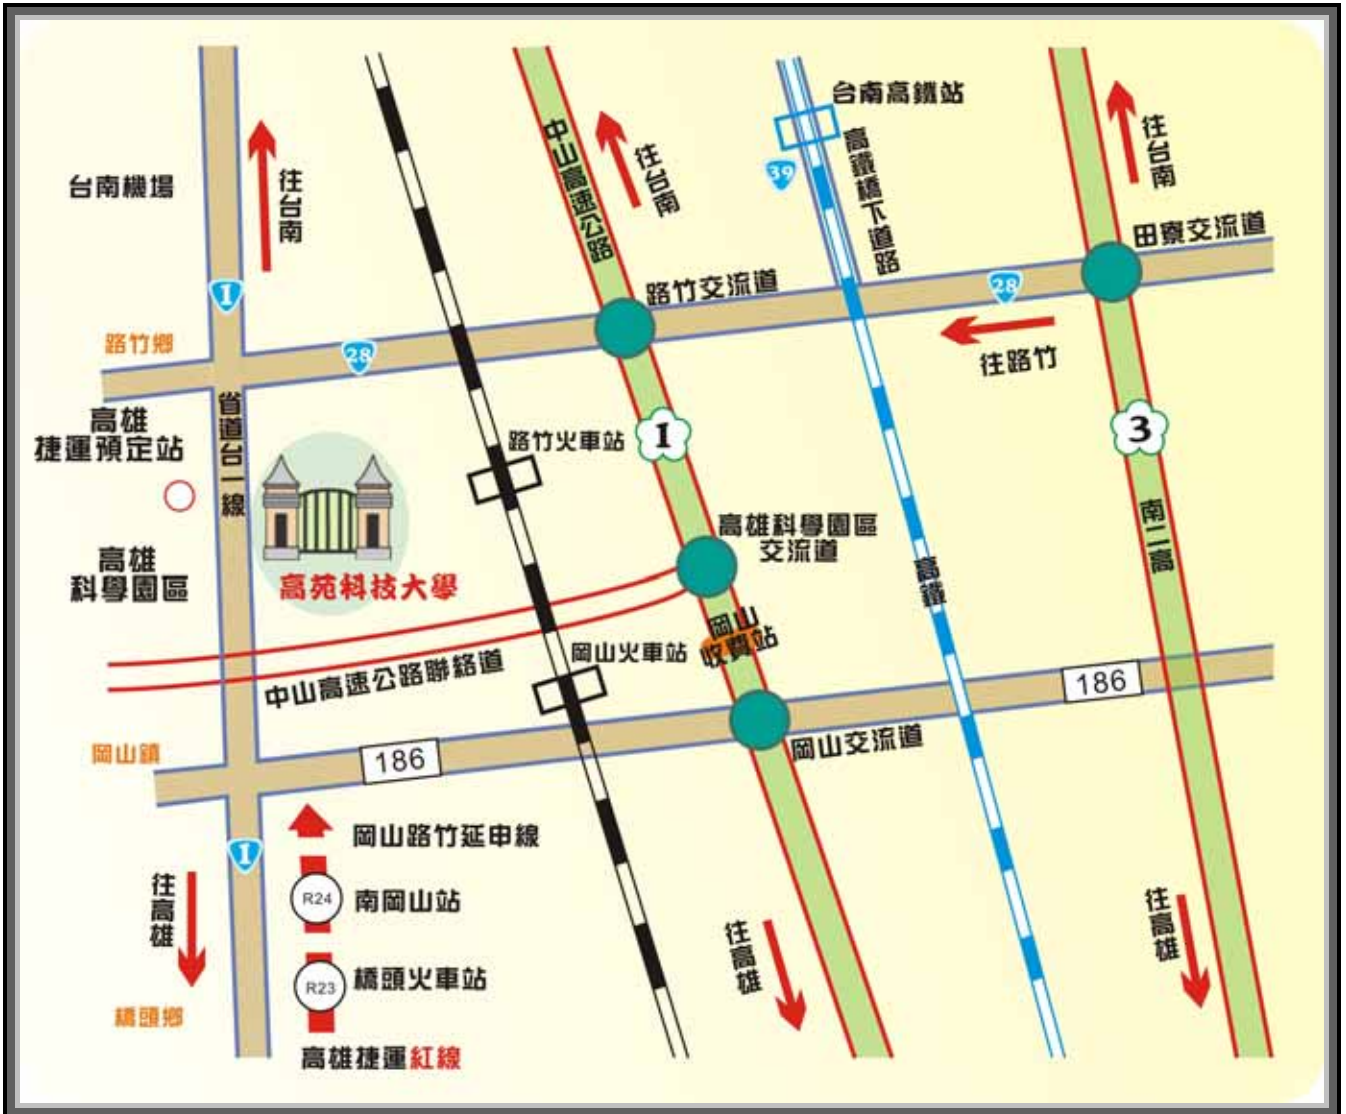 台南高鐵站
39
高鐵橋下道路
中山高速公路
往台南
往台南
往台南
台南機場
田寮交流道
路竹交流道
28
往路竹
1
路竹鄉
28
高雄
捷運預定站
省道台一線
路竹火車站
1
3
高雄科學園區
交流道
南二高
高雄
科學園區
高苑科技大學
高鐵
岡山
收費站
岡山火車站
中山高速公路聯絡道
186
岡山鎮
186
岡山交流道
岡山路竹延申線
1
往高雄
R24
南岡山站
往高雄
往高雄
R23
橋頭火車站
橋頭鄉
高雄捷運紅線